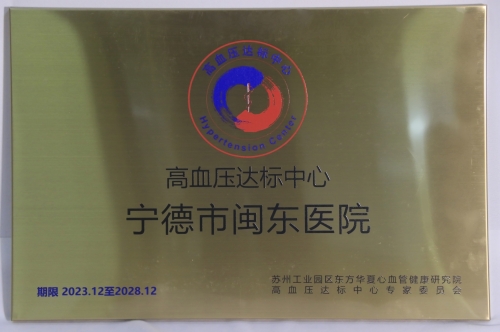 高血压达标中心
Hypertension Center
高血压达标中心
宁德市闽东医院
期限 2023.12至2028.12
苏州工业园区东方华夏心血管健康研究院
高血压达标中心专家委员会